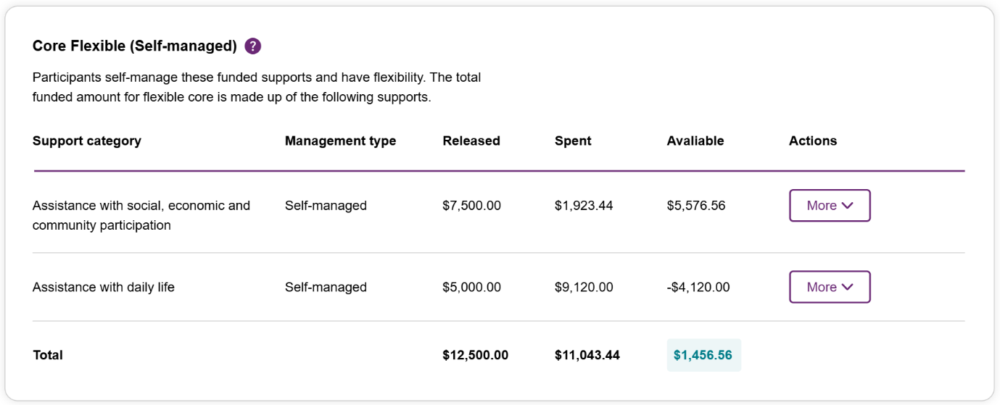 Core Flexible (Self-managed) ?
Participants self-manage these funded supports and have flexibility. The total
funded amount for flexible core is made up of the following supports.
Support category Management type Released Spent Avaliable Actions
Assistance with social, economic and Self-managed $7,500.00 $1,923.44 $5,576.56 More
community participation
Assistance with daily life Self-managed $5,000.00 $9,120.00 -$4,120.00 More
Total $12,500.00 $11,043.44 $1,456.56